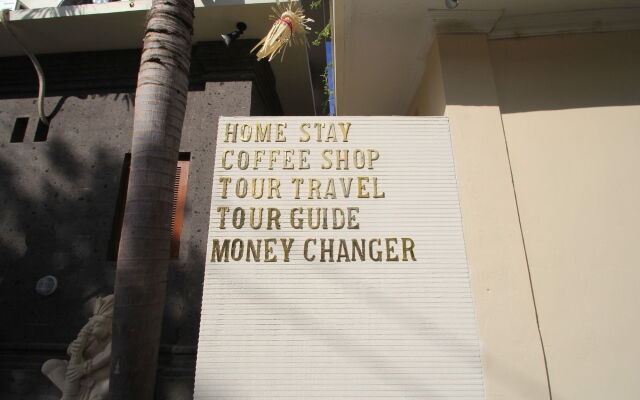 HOME STAY
COFFEE SHOP
TOUR TRAVEL
TOUR GUIDE
MONEY CHANGER